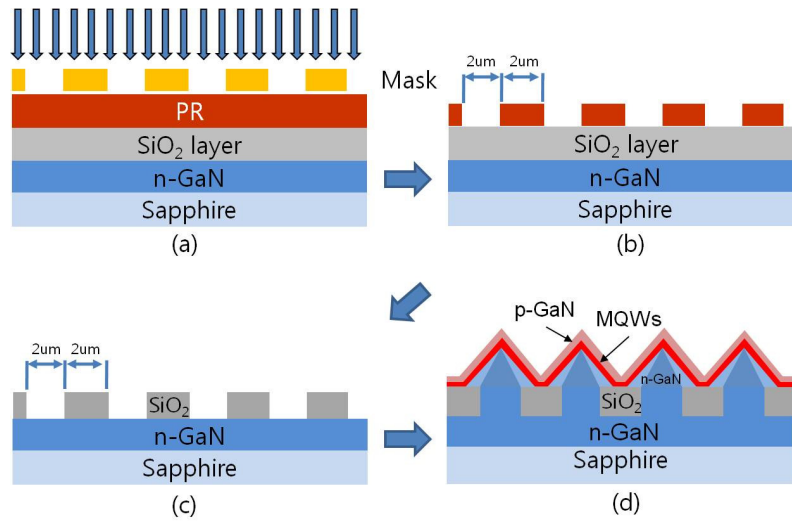 Mask
PR
SiO₂ layer
n-GaN
Sapphire
(a)
2um 2um
SiO₂ layer
n-GaN
Sapphire
(b)
2um 2um
SiO₂
n-GaN
Sapphire
(c)
p-GaN
MQWs
n-GaN
SiO₂
n-GaN
Sapphire
(d)